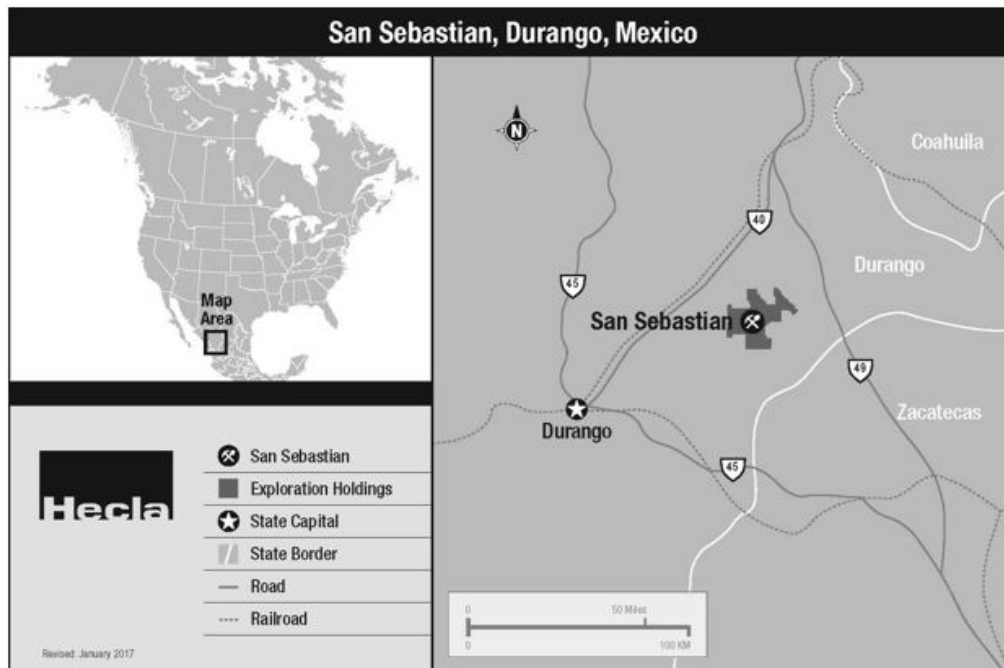 San Sebastian, Durango, Mexico
Map
Area
N
Coahuila
40
Durango
45
San Sebastian
49
Zacatecas
Durango
45
0
50 Miles
0
100 KM
Hecla
San Sebastian
Exploration Holdings
State Capital
State Border
Road
Railroad
Revised: January 2017